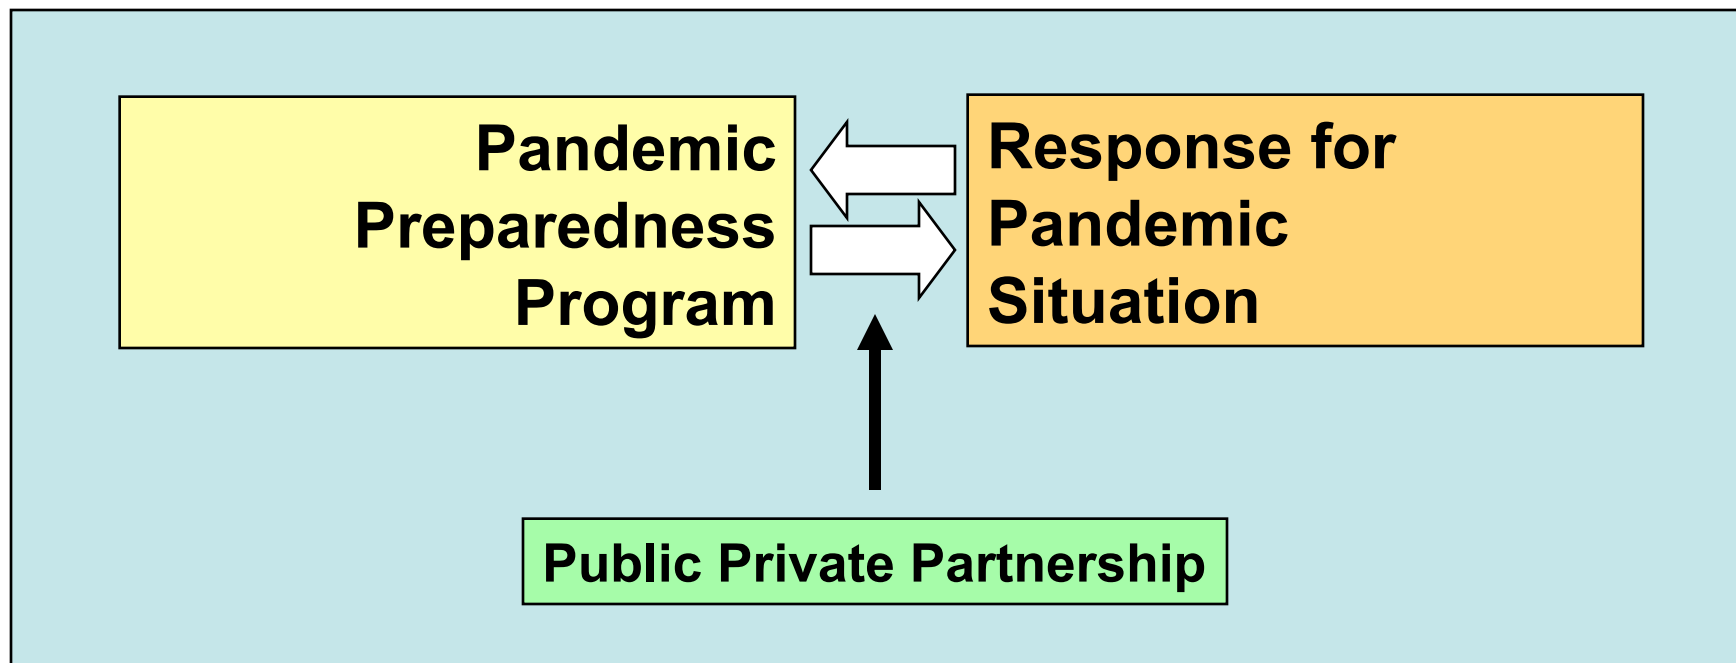 Pandemic
Preparedness
Program
Response for
Pandemic
Situation
Public Private Partnership